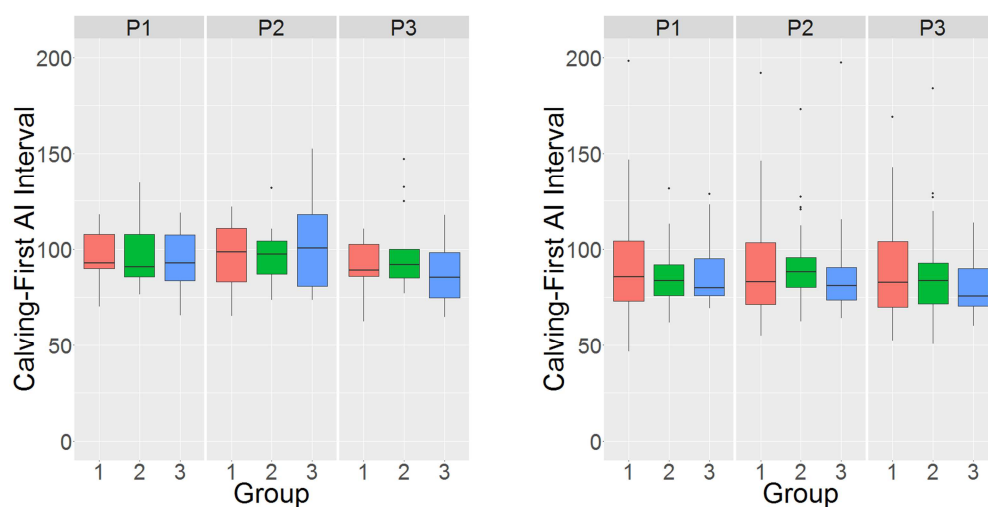 P1 P2 P3
200
150
100
50
0
Calving-First AI Interval
1 2 3 1 2 3 1 2 3
Group
P1 P2 P3
200
150
100
50
0
Calving-First AI Interval
1 2 3 1 2 3 1 2 3
Group